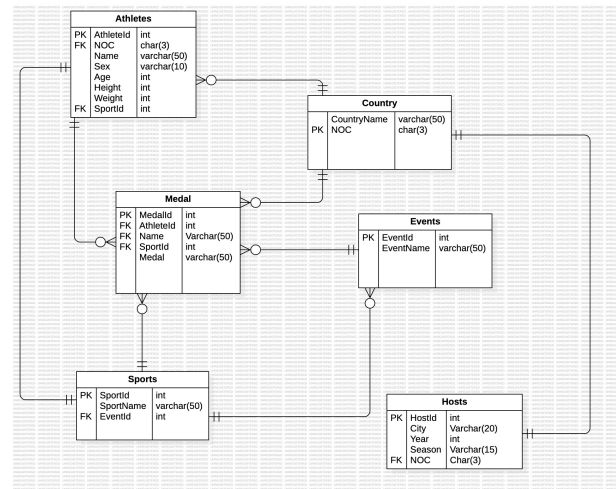 Athletes
PK AthleteId int
FK NOC char(3)
Name varchar(50)
Sex varchar(10)
Age int
Height int
Weight int
FK SportId int
Country
CountryName varchar(50)
PK NOC char(3)
Medal
PK MedalId int
FK AthleteId int
FK Name Varchar(50)
FK SportId int
Medal varchar(50)
Events
PK EventId int
EventName varchar(50)
Sports
PK SportId int
SportName varchar(50)
FK EventId int
Hosts
PK HostId int
City Varchar(20)
Year int
Season Varchar(15)
FK NOC Char(3)